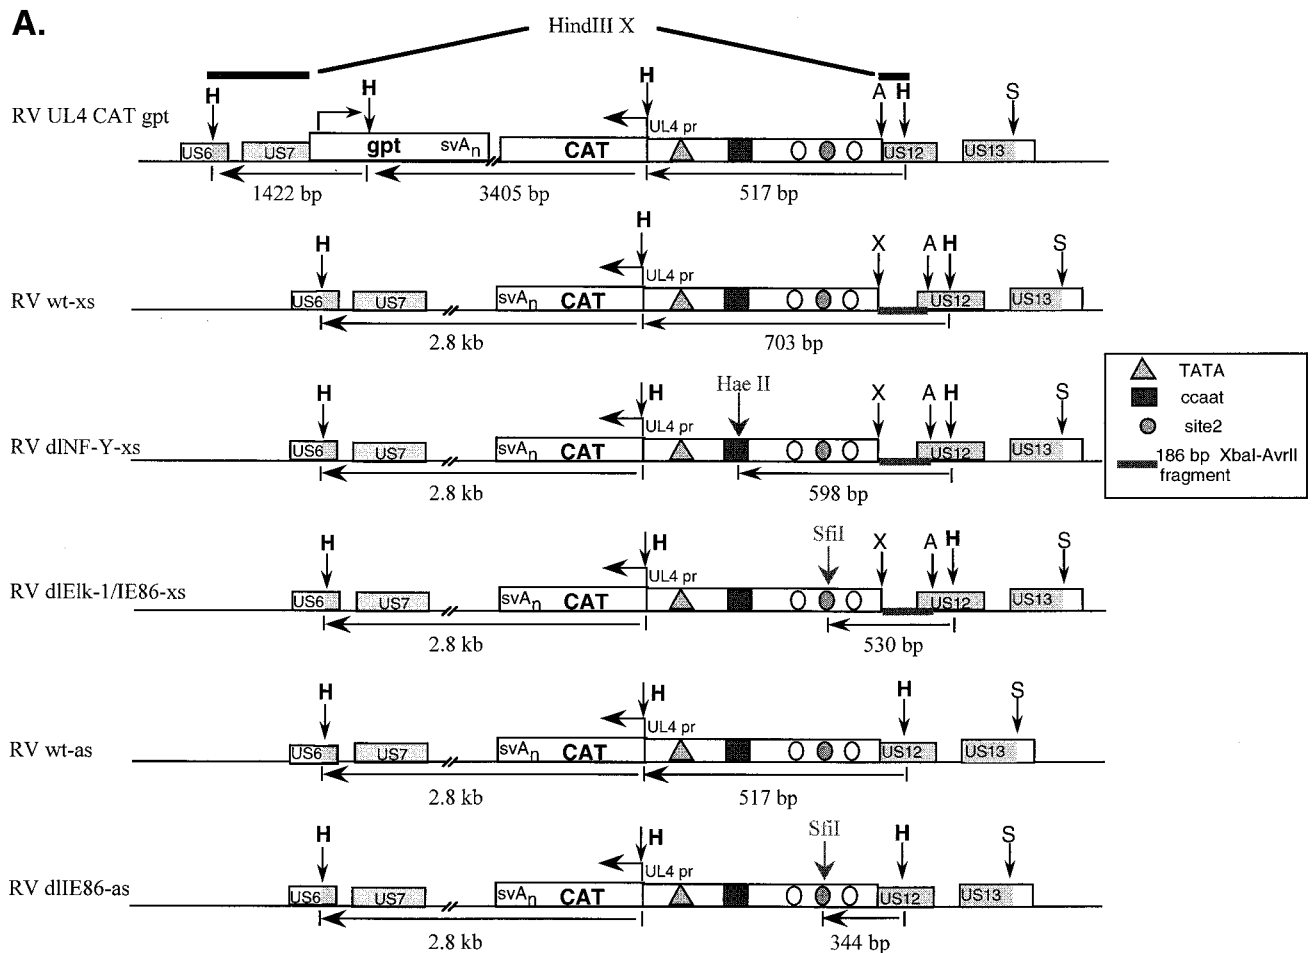 A.
HindIII X
H H H A H S
RV UL4 CAT gpt
UL4 pr
US6 US7 gpt svAn CAT US12 US13
1422 bp 3405 bp 517 bp
H H X A H S
UL4 pr
RV wt-xs
US6 US7 svAn CAT US12 US13
2.8 kb 703 bp
H H Hae II X A H S
UL4 pr
RV dlNF-Y-xs
US6 US7 svAn CAT US12 US13
2.8 kb 598 bp
TATA
ccaat
site2
186 bp XbaI-AvrII
fragment
H H SfiI X A H S
UL4 pr
RV dlElk-1/IE86-xs
US6 US7 svAn CAT US12 US13
2.8 kb 530 bp
H H H S
UL4 pr
RV wt-as
US6 US7 svAn CAT US12 US13
2.8 kb 517 bp
H H SfiI H S
UL4 pr
RV dlIE86-as
US6 US7 svAn CAT US12 US13
2.8 kb 344 bp